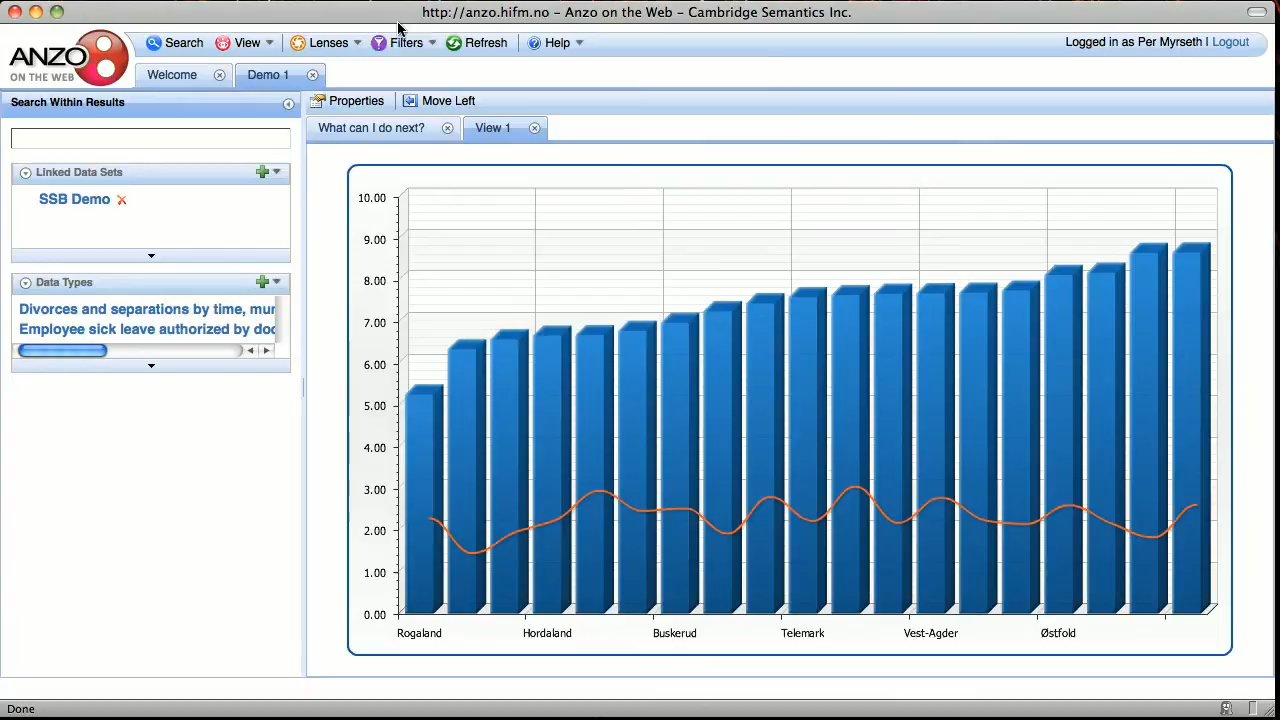 http://anzo.hifm.no - Anzo on the Web - Cambridge Semantics Inc.
ANZO
ON THE WEB
Search View Lenses Filters Refresh Help
Logged in as Per Myrseth | Logout
Welcome Demo 1
Search Within Results
Properties Move Left
What can I do next? View 1
Linked Data Sets
SSB Demo
Data Types
Divorces and separations by time, mur
Employee sick leave authorized by doc
10.00
9.00
8.00
7.00
6.00
5.00
4.00
3.00
2.00
1.00
0.00
Rogaland Hordaland Buskerud Telemark Vest-Agder Østfold
Done